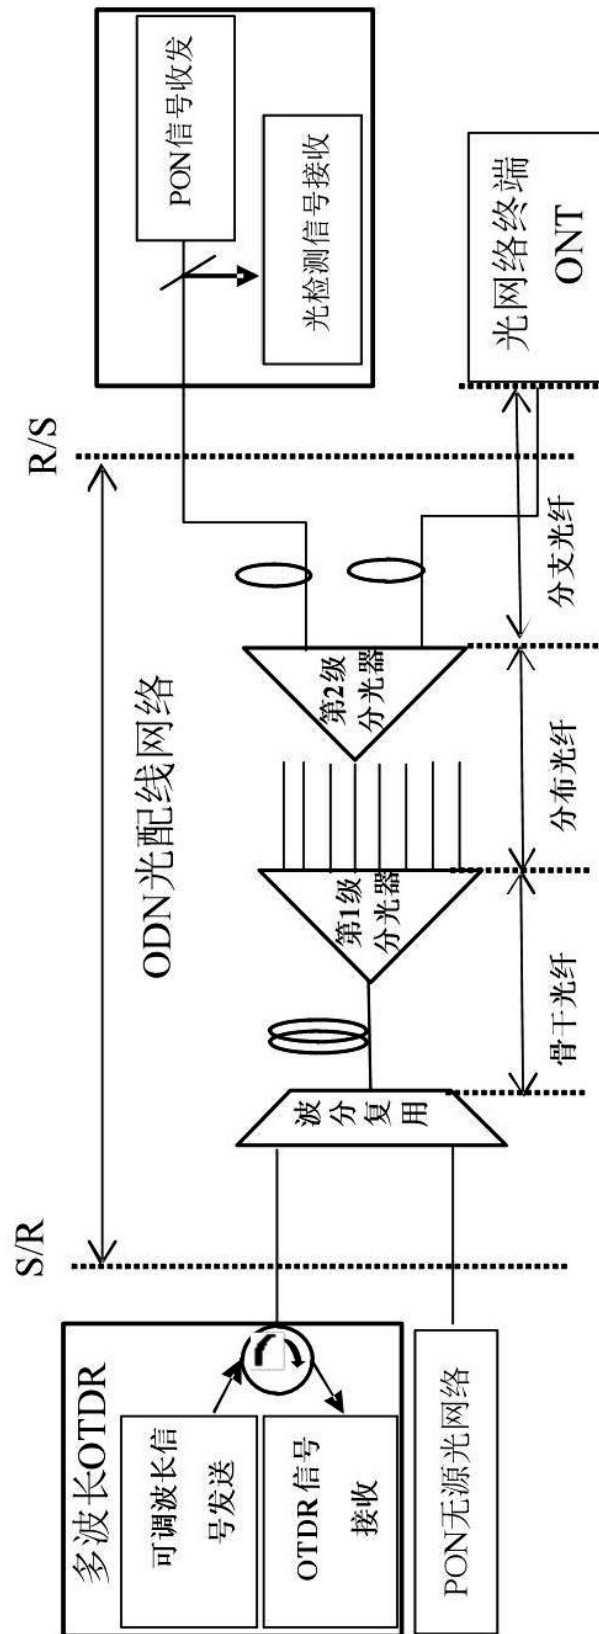 多波长OTDR
可调波长信
号发送
OTDR 信号
接收
PON无源光网络
S/R
ODN光配线网络
R/S
波分复用
第1级
分光器
第2级
分光器
骨干光纤
分布光纤
分支光纤
PON信号收发
光检测信号接收
光网络终端
ONT